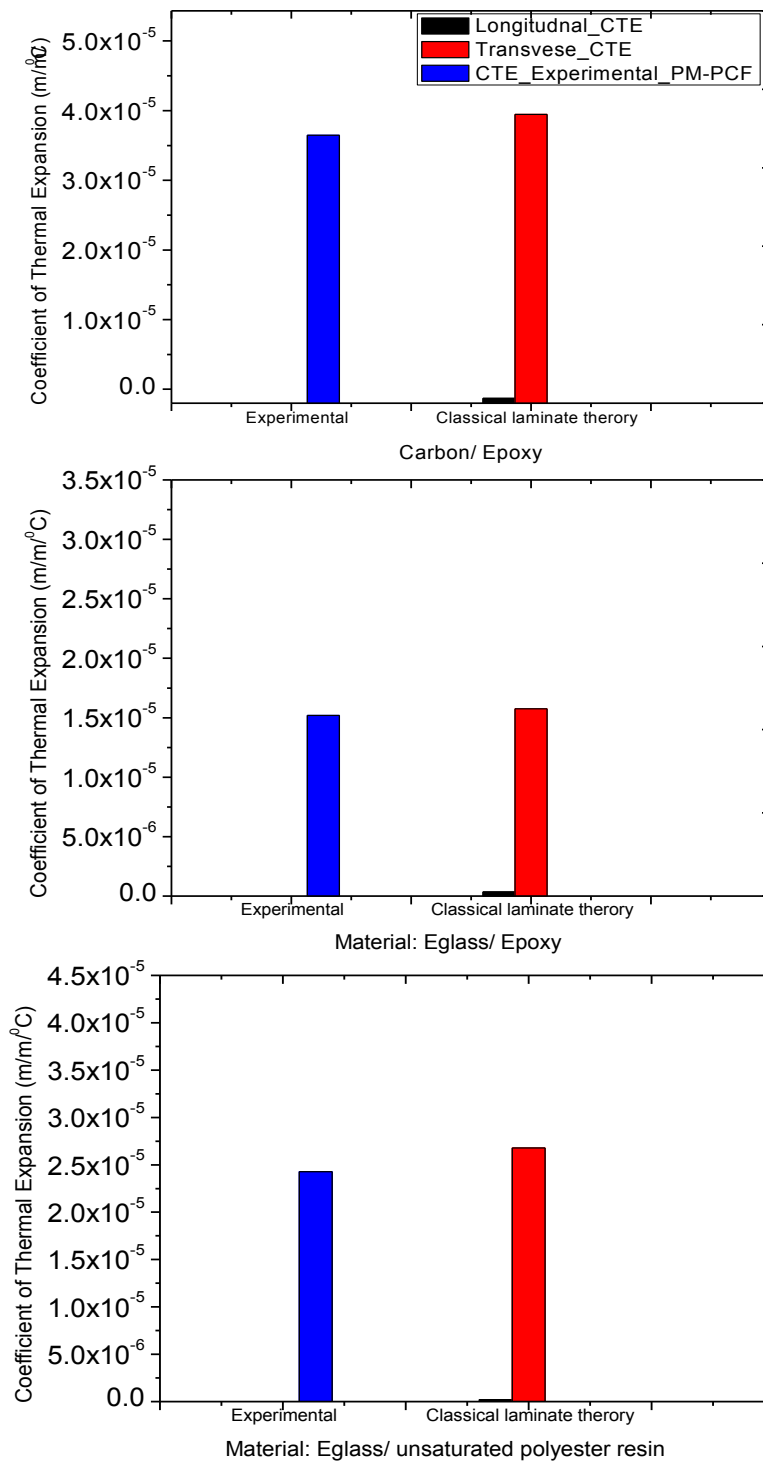 Longitudnal_CTE
Transvese_CTE
CTE_Experimental_PM-PCF
Coefficient of Thermal Expansion (m/m/⁰C)
5.0x10⁻⁵
4.0x10⁻⁵
3.0x10⁻⁵
2.0x10⁻⁵
1.0x10⁻⁵
0.0
Experimental Classical laminate therory
Carbon/ Epoxy
Coefficient of Thermal Expansion (m/m/⁰C)
3.5x10⁻⁵
3.0x10⁻⁵
2.5x10⁻⁵
2.0x10⁻⁵
1.5x10⁻⁵
1.0x10⁻⁵
5.0x10⁻⁶
0.0
Experimental Classical laminate therory
Material: Eglass/ Epoxy
Coefficient of Thermal Expansion (m/m/⁰C)
4.5x10⁻⁵
4.0x10⁻⁵
3.5x10⁻⁵
3.0x10⁻⁵
2.5x10⁻⁵
2.0x10⁻⁵
1.5x10⁻⁵
1.0x10⁻⁵
5.0x10⁻⁶
0.0
Experimental Classical laminate therory
Material: Eglass/ unsaturated polyester resin